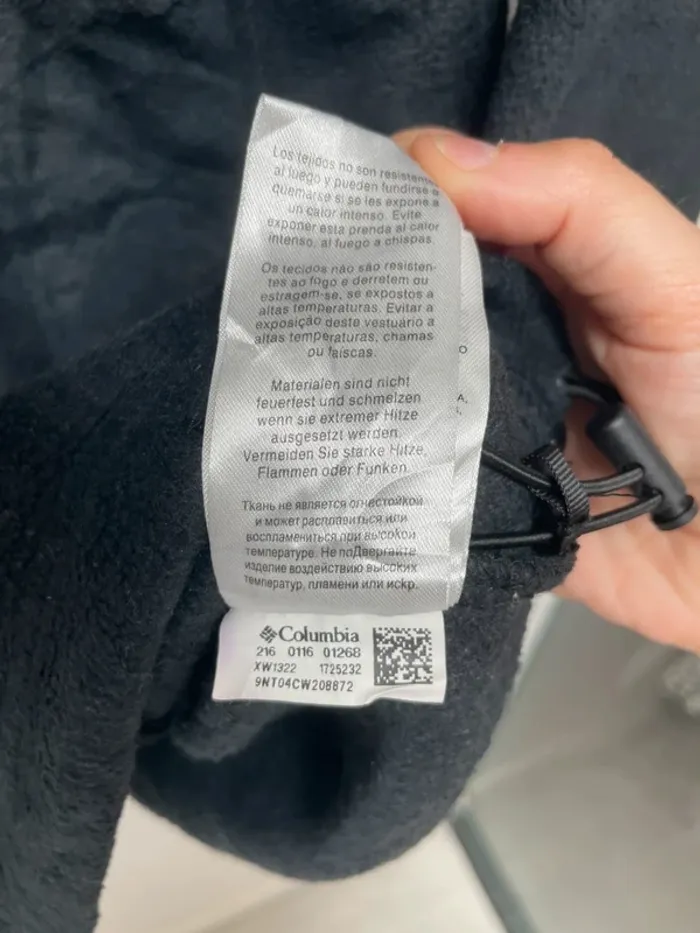 Los tejidos no son resistentes
al fuego y pueden fundirse o
quemarse si se les expone a
un calor intenso. Evite
exponer esta prenda al calor
intenso, al fuego a chispas.
Os tecidos não são resisten-
tes ao fogo e derretem ou
estragem-se, se expostos a
altas temperaturas. Evitar a
exposição deste vestuário a
altas temperaturas, chamas
ou faíscas.
Materialen sind nicht
feuerfest und schmelzen
wenn sie extremer Hitze
ausgesetzt werden.
Vermeiden Sie starke Hitze,
Flammen oder Funken.
Ткань не является огнестойкой
и может расплавиться или
воспламениться при высокой
температуре. Не подвергайте
изделие воздействию высоких
температур, пламени или искр.
Columbia
216 0116 01268
XW1322 1725232
9NT04CW208872